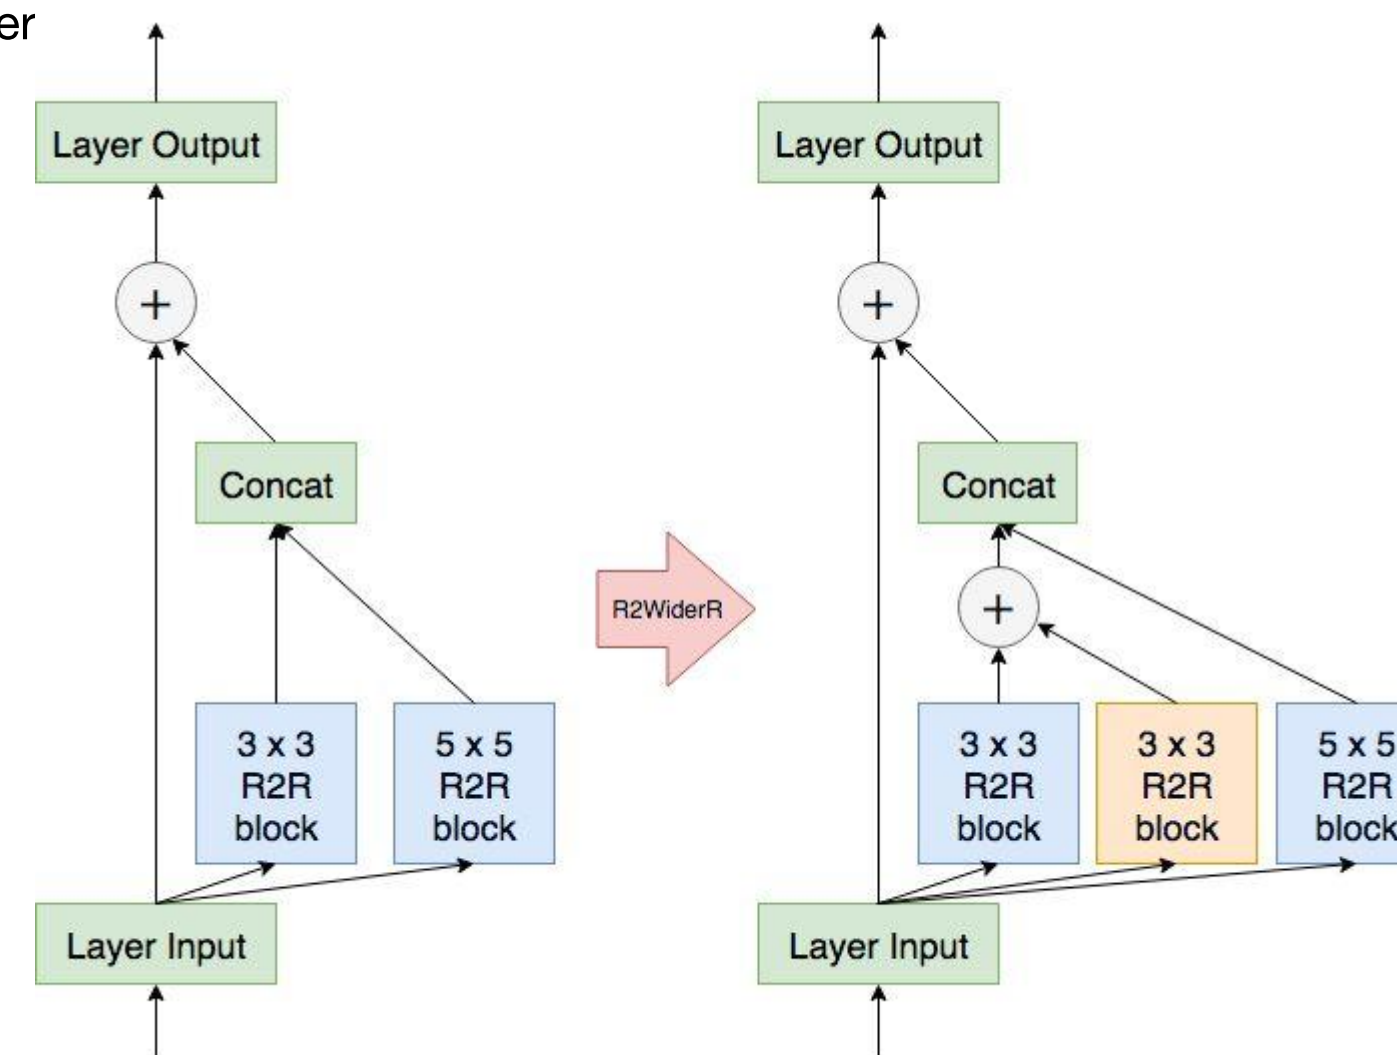 er
Layer Output
+
Concat
3 x 3
R2R
block
5 x 5
R2R
block
Layer Input
R2WiderR
Layer Output
+
Concat
+
3 x 3
R2R
block
3 x 3
R2R
block
5 x 5
R2R
block
Layer Input